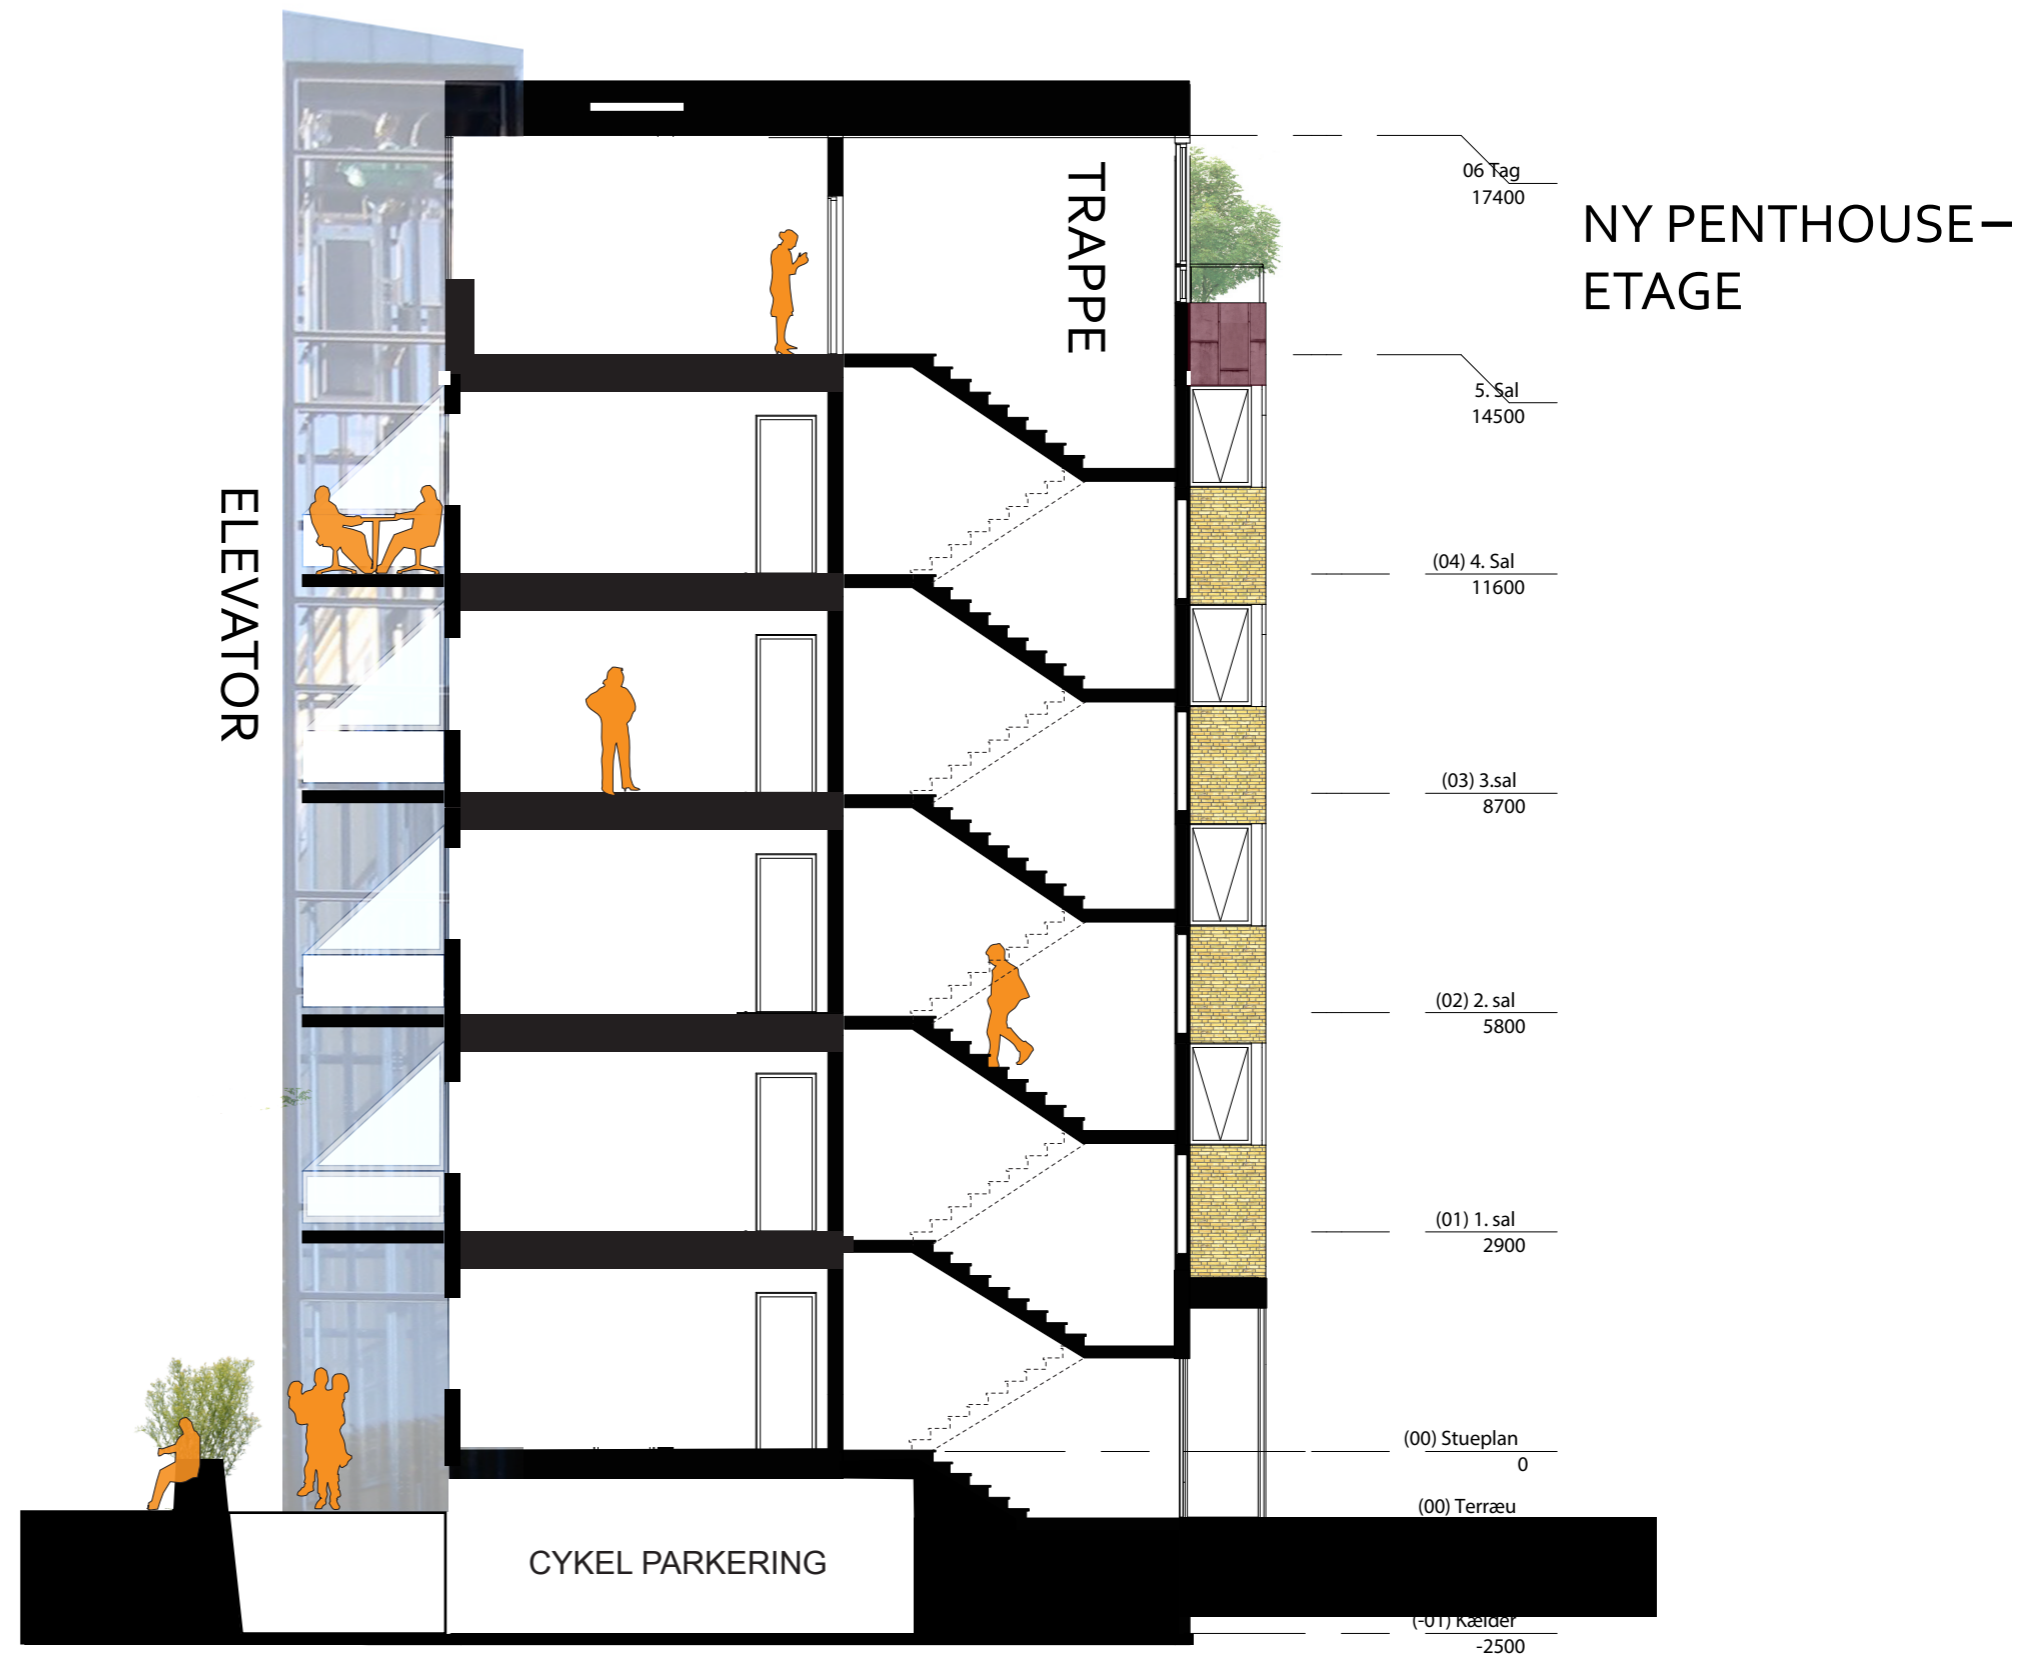 06 Tag
17400
NY PENTHOUSE–
ETAGE
TRAPPE
5. Sal
14500
ELEVATOR
(04) 4. Sal
11600
(03) 3.sal
8700
(02) 2. sal
5800
(01) 1. sal
2900
(00) Stueplan
0
(00) Terræu
CYKEL PARKERING
(-01) Kælder
-2500